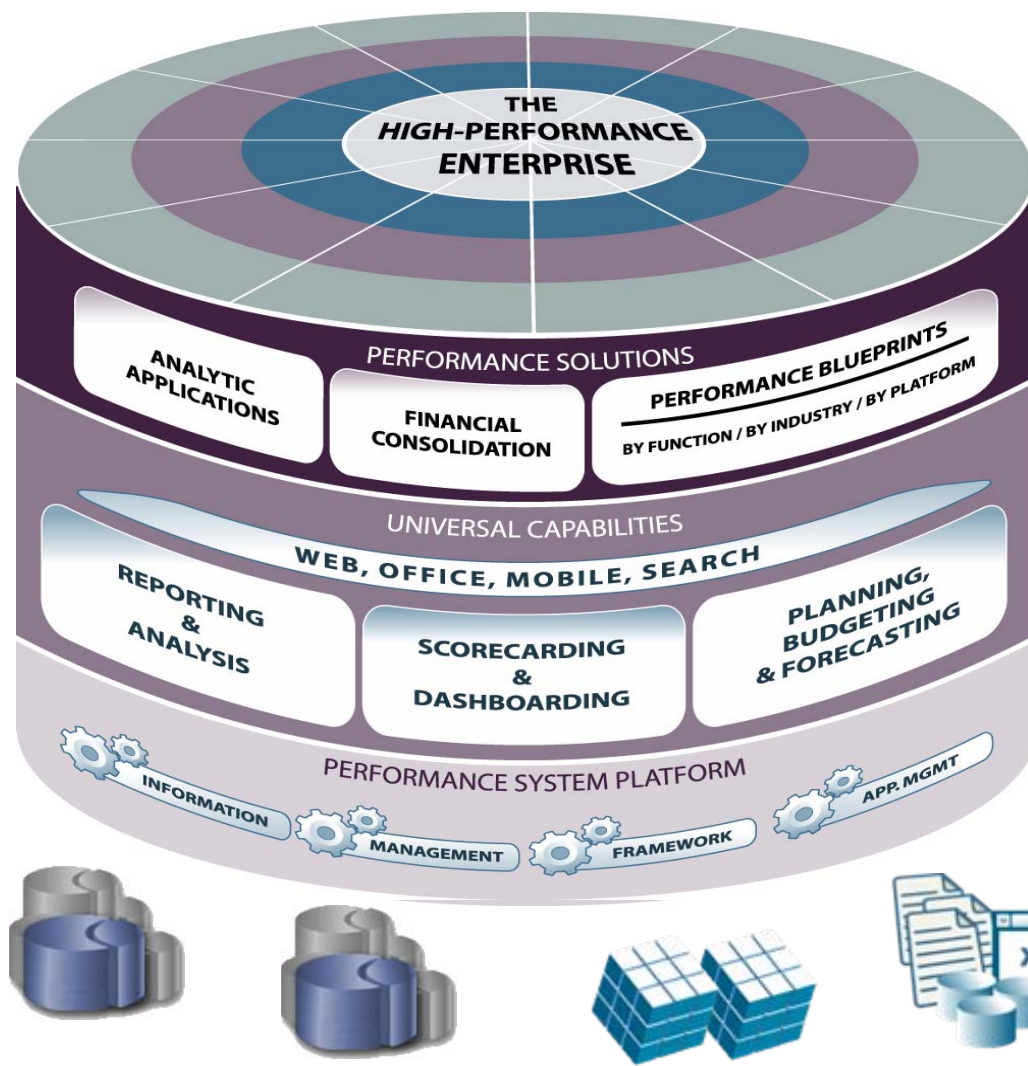 THE
HIGH-PERFORMANCE
ENTERPRISE
PERFORMANCE SOLUTIONS
ANALYTIC
APPLICATIONS
FINANCIAL
CONSOLIDATION
PERFORMANCE BLUEPRINTS
BY FUNCTION / BY INDUSTRY / BY PLATFORM
UNIVERSAL CAPABILITIES
WEB, OFFICE, MOBILE, SEARCH
REPORTING
&
ANALYSIS
SCORECARDING
&
DASHBOARDING
PLANNING,
BUDGETING
& FORECASTING
PERFORMANCE SYSTEM PLATFORM
INFORMATION
MANAGEMENT
FRAMEWORK
APP. MGMT
X